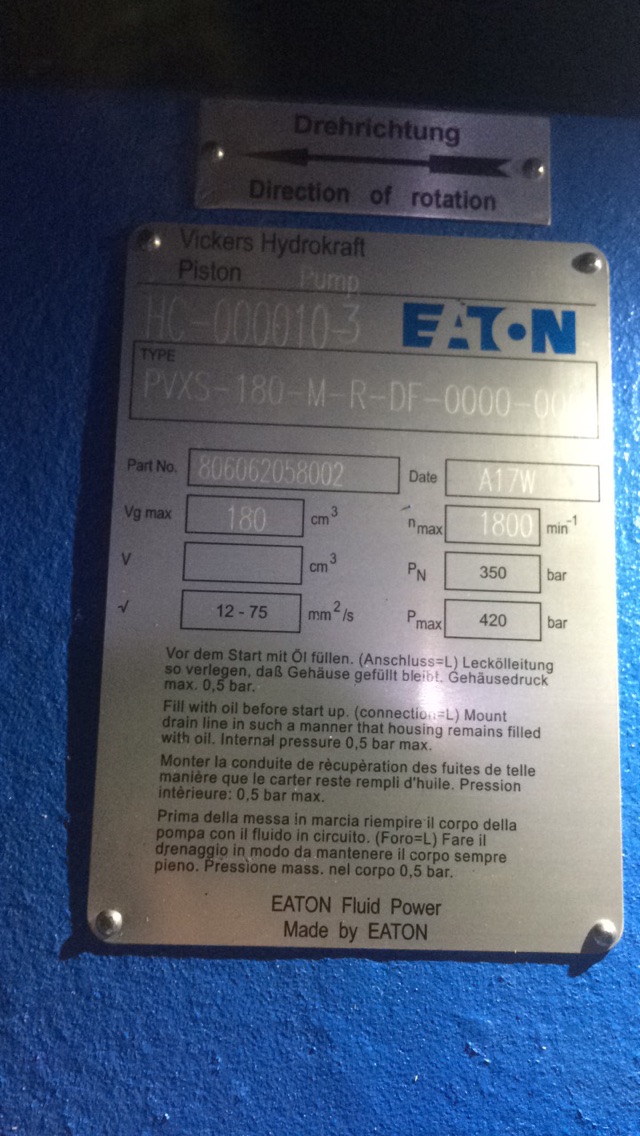 Drehrichtung
Direction of rotation
Vickers Hydrokraft
Piston Pump
HC-000010-3
EATON
TYPE
PVXS-180-M-R-DF-0000-00
Part No. 806062058002 Date A17W
Vg max 180 cm³ n max 1800 min⁻¹
V cm³ PN 350 bar
√ 12 - 75 mm²/s Pmax 420 bar
Vor dem Start mit Öl füllen. (Anschluss=L) Leckölleitung
so verlegen, daß Gehäuse gefüllt bleibt. Gehäusedruck
max. 0,5 bar.
Fill with oil before start up. (connection=L) Mount
drain line in such a manner that housing remains filled
with oil. Internal pressure 0,5 bar max.
Monter la conduite de rècupération des fuites de telle
manière que le carter reste rempli d'huile. Pression
intèrieure: 0,5 bar max.
Prima della messa in marcia riempire il corpo della
pompa con il fluido in circuito. (Foro=L) Fare il
drenaggio in modo da mantenere il corpo sempre
pieno. Pressione mass. nel corpo 0,5 bar.
EATON Fluid Power
Made by EATON